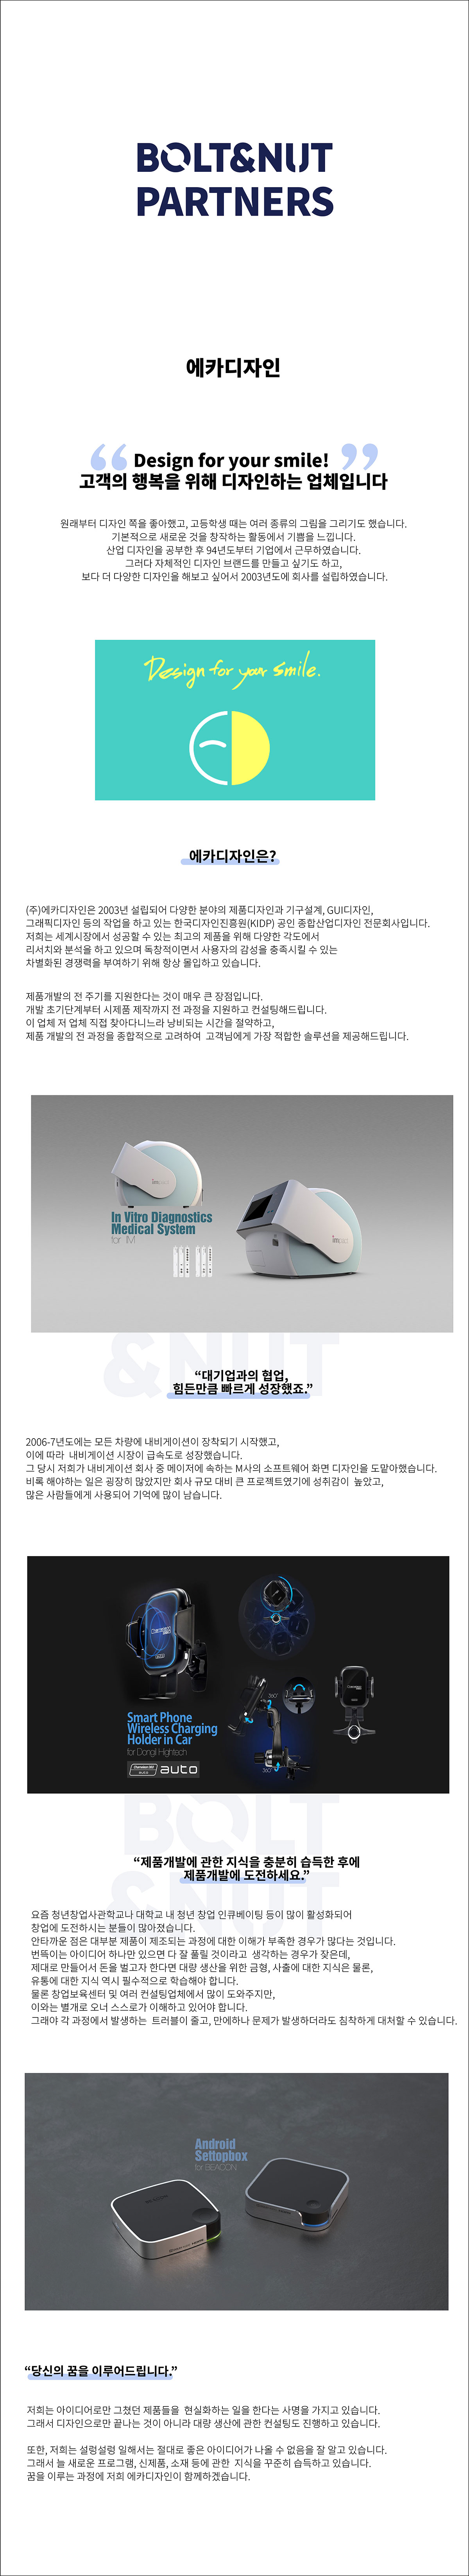 BOLT&NUT
PARTNERS
에카디자인
“ Design for your smile! ”
고객의 행복을 위해 디자인하는 업체입니다
원래부터 디자인 쪽을 좋아했고, 고등학생 때는 여러 종류의 그림을 그리기도 했습니다.
기본적으로 새로운 것을 창작하는 활동에서 기쁨을 느낍니다.
산업 디자인을 공부한 후 94년도부터 기업에서 근무하였습니다.
그러다 자체적인 디자인 브랜드를 만들고 싶기도 하고,
보다 더 다양한 디자인을 해보고 싶어서 2003년도에 회사를 설립하였습니다.
Design for your smile.
에카디자인은?
(주)에카디자인은 2003년 설립되어 다양한 분야의 제품디자인과 기구설계, GUI디자인,
그래픽디자인 등의 작업을 하고 있는 한국디자인진흥원(KIDP) 공인 종합산업디자인 전문회사입니다.
저희는 세계시장에서 성공할 수 있는 최고의 제품을 위해 다양한 각도에서
리서치와 분석을 하고 있으며 독창적이면서 사용자의 감성을 충족시킬 수 있는
차별화된 경쟁력을 부여하기 위해 항상 몰입하고 있습니다.
제품개발의 전 주기를 지원한다는 것이 매우 큰 장점입니다.
개발 초기단계부터 시제품 제작까지 전 과정을 지원하고 컨설팅해드립니다.
이 업체 저 업체 직접 찾아다니느라 낭비되는 시간을 절약하고,
제품 개발의 전 과정을 종합적으로 고려하여 고객님에게 가장 적합한 솔루션을 제공해드립니다.
In Vitro Diagnostics
Medical System
for IM
&NUT
“대기업과의 협업,
힘든만큼 빠르게 성장했죠.”
2006-7년도에는 모든 차량에 내비게이션이 장착되기 시작했고,
이에 따라 내비게이션 시장이 급속도로 성장했습니다.
그 당시 저희가 내비게이션 회사 중 메이저에 속하는 M사의 소프트웨어 화면 디자인을 도맡아했습니다.
비록 해야하는 일은 굉장히 많았지만 회사 규모 대비 큰 프로젝트였기에 성취감이 높았고,
많은 사람들에게 사용되어 기억에 많이 남습니다.
360°
360°
Smart Phone
Wireless Charging
Holder in Car
for Dongil Hightech
auto
BOLT
&NUT
“제품개발에 관한 지식을 충분히 습득한 후에
제품개발에 도전하세요.”
요즘 청년창업사관학교나 대학교 내 청년 창업 인큐베이팅 등이 많이 활성화되어
창업에 도전하시는 분들이 많아졌습니다.
안타까운 점은 대부분 제품이 제조되는 과정에 대한 이해가 부족한 경우가 많다는 것입니다.
번뜩이는 아이디어 하나만 있으면 다 잘 풀릴 것이라고 생각하는 경우가 잦은데,
제대로 만들어서 돈을 벌고자 한다면 대량 생산을 위한 금형, 사출에 대한 지식은 물론,
유통에 대한 지식 역시 필수적으로 학습해야 합니다.
물론 창업보육센터 및 여러 컨설팅업체에서 많이 도와주지만,
이와는 별개로 오너 스스로가 이해하고 있어야 합니다.
그래야 각 과정에서 발생하는 트러블이 줄고, 만에하나 문제가 발생하더라도 침착하게 대처할 수 있습니다.
Android
Settopbox
for BEACON
“당신의 꿈을 이루어드립니다.”
저희는 아이디어로만 그쳤던 제품들을 현실화하는 일을 한다는 사명을 가지고 있습니다.
그래서 디자인으로만 끝나는 것이 아니라 대량 생산에 관한 컨설팅도 진행하고 있습니다.
또한, 저희는 설렁설렁 일해서는 절대로 좋은 아이디어가 나올 수 없음을 잘 알고 있습니다.
그래서 늘 새로운 프로그램, 신제품, 소재 등에 관한 지식을 꾸준히 습득하고 있습니다.
꿈을 이루는 과정에 저희 에카디자인이 함께하겠습니다.